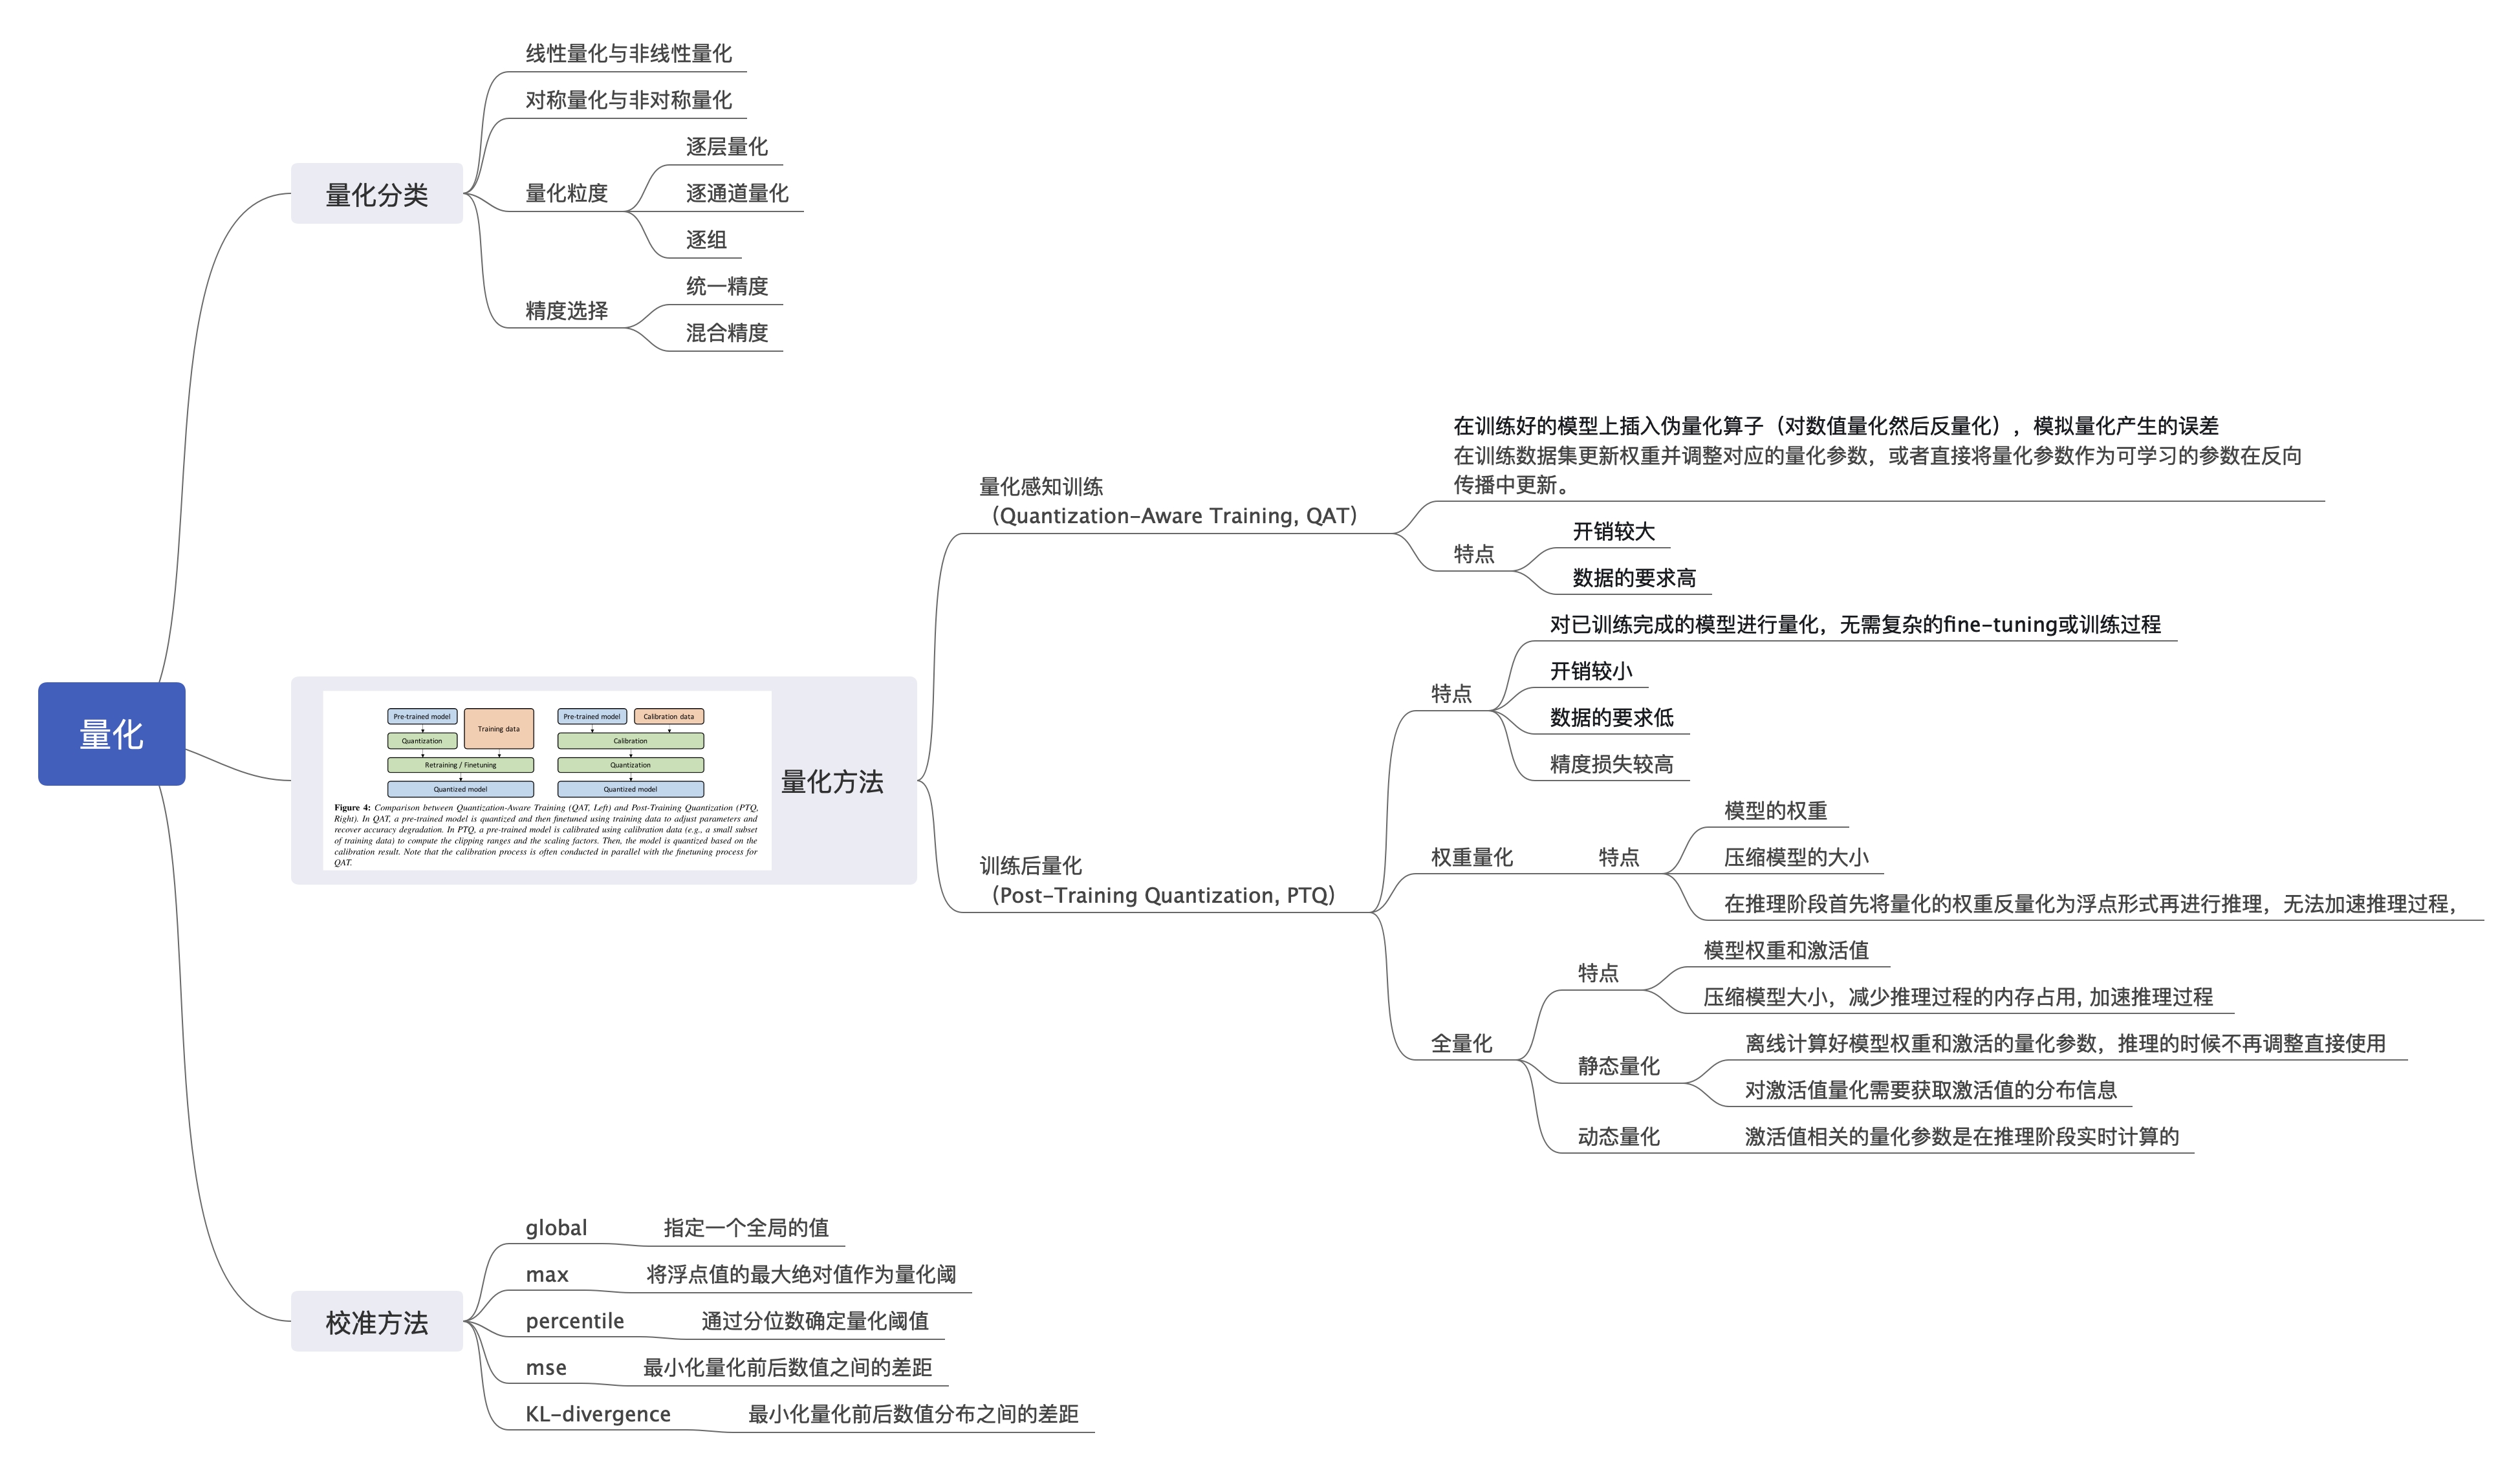 量化
量化分类
线性量化与非线性量化
对称量化与非对称量化
量化粒度
逐层量化
逐通道量化
逐组
精度选择
统一精度
混合精度
量化方法
Pre-trained model
Training data
Quantization
Retraining / Finetuning
Quantized model
Pre-trained model
Calibration data
Calibration
Quantization
Quantized model
Figure 4: Comparison between Quantization-Aware Training (QAT, Left) and Post-Training Quantization (PTQ,
Right). In QAT, a pre-trained model is quantized and then finetuned using training data to adjust parameters and
recover accuracy degradation. In PTQ, a pre-trained model is calibrated using calibration data (e.g., a small subset
of training data) to compute the clipping ranges and the scaling factors. Then, the model is quantized based on the
calibration result. Note that the calibration process is often conducted in parallel with the finetuning process for
QAT.
量化感知训练
（Quantization-Aware Training, QAT）
在训练好的模型上插入伪量化算子（对数值量化然后反量化），模拟量化产生的误差
在训练数据集更新权重并调整对应的量化参数，或者直接将量化参数作为可学习的参数在反向
传播中更新。
特点
开销较大
数据的要求高
训练后量化
（Post-Training Quantization, PTQ）
特点
对已训练完成的模型进行量化，无需复杂的fine-tuning或训练过程
开销较小
数据的要求低
精度损失较高
权重量化
特点
模型的权重
压缩模型的大小
在推理阶段首先将量化的权重反量化为浮点形式再进行推理，无法加速推理过程，
全量化
特点
模型权重和激活值
压缩模型大小，减少推理过程的内存占用, 加速推理过程
静态量化
离线计算好模型权重和激活的量化参数，推理的时候不再调整直接使用
对激活值量化需要获取激活值的分布信息
动态量化
激活值相关的量化参数是在推理阶段实时计算的
校准方法
global
指定一个全局的值
max
将浮点值的最大绝对值作为量化阈
percentile
通过分位数确定量化阈值
mse
最小化量化前后数值之间的差距
KL-divergence
最小化量化前后数值分布之间的差距